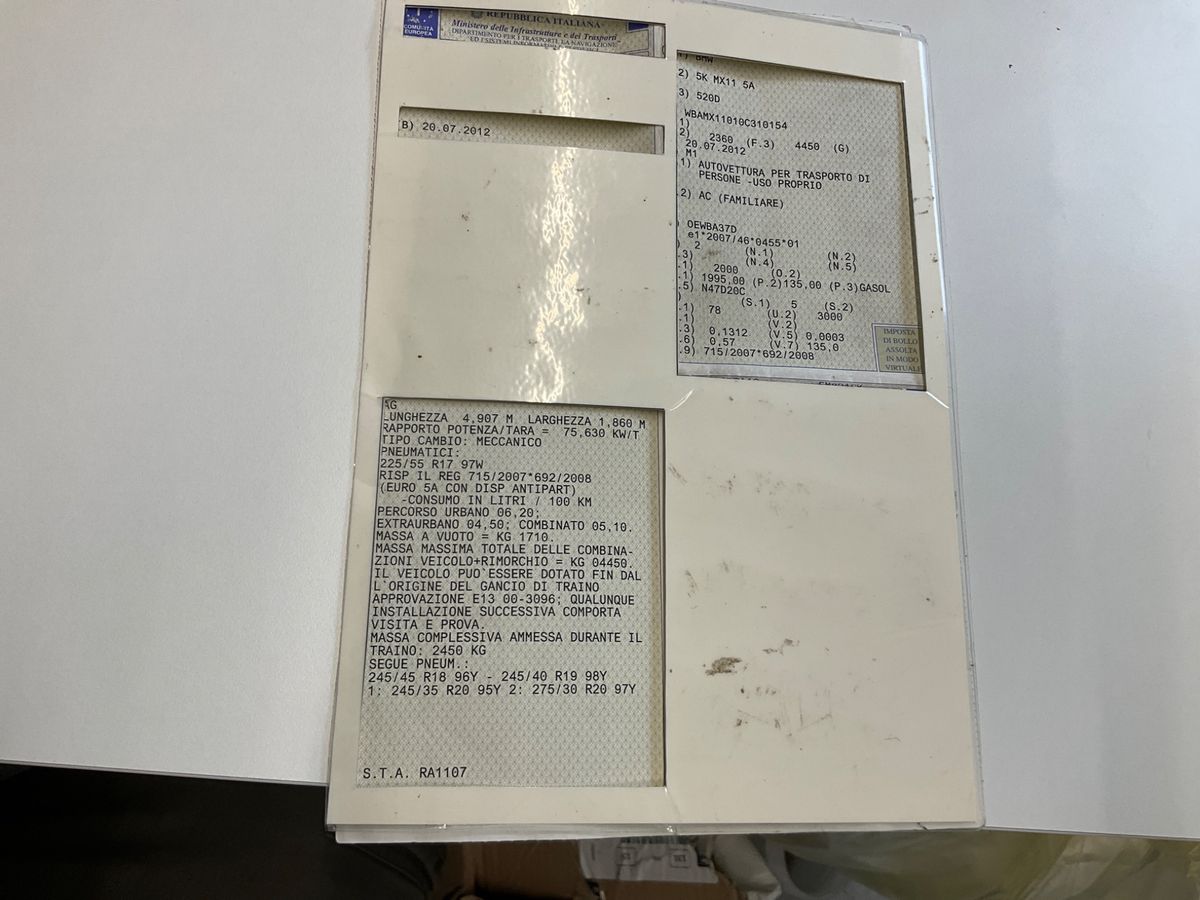 COMUNITA
EUROPEA
REPUBBLICA ITALIANA
Ministero delle Infrastrutture e dei Trasporti
DIPARTIMENTO PER I TRASPORTI, LA NAVIGAZIONE
ED I SISTEMI INFORMATIVI
B) 20.07.2012
1) BMW
2) 5K MX11 5A
3) 520D
WBAMX11010C310154
1)
2) 2360 (F.3) 4450 (G)
20.07.2012
M1
1) AUTOVETTURA PER TRASPORTO DI
PERSONE -USO PROPRIO
.2) AC (FAMILIARE)
) OEWBA37D
e1*2007/46*0455*01
) 2 (N.1) (N.2)
.3) (N.4) (N.5)
.1) 2000 (O.2)
.1) 1995,00 (P.2)135,00 (P.3)GASOL
.5) N47D20C
) (S.1) 5 (S.2)
.1) 78 (U.2) 3000
.1) (V.2)
.3) 0,1312 (V.5) 0,0003
.6) 0,57 (V.7) 135,0
.9) 715/2007*692/2008
IMPOSTA
DI BOLLO
ASSOLTA
IN MODO
VIRTUALE
AG
LUNGHEZZA 4,907 M LARGHEZZA 1,860 M
RAPPORTO POTENZA/TARA = 75,630 KW/T
TIPO CAMBIO: MECCANICO
PNEUMATICI:
225/55 R17 97W
RISP IL REG 715/2007*692/2008
(EURO 5A CON DISP ANTIPART)
-CONSUMO IN LITRI / 100 KM
PERCORSO URBANO 06,20;
EXTRAURBANO 04,50; COMBINATO 05,10.
MASSA A VUOTO = KG 1710.
MASSA MASSIMA TOTALE DELLE COMBINA-
ZIONI VEICOLO+RIMORCHIO = KG 04450.
IL VEICOLO PUO`ESSERE DOTATO FIN DAL
L`ORIGINE DEL GANCIO DI TRAINO
APPROVAZIONE E13 00-3096; QUALUNQUE
INSTALLAZIONE SUCCESSIVA COMPORTA
VISITA E PROVA.
MASSA COMPLESSIVA AMMESSA DURANTE IL
TRAINO: 2450 KG
SEGUE PNEUM.:
245/45 R18 96Y - 245/40 R19 98Y
1: 245/35 R20 95Y 2: 275/30 R20 97Y
S.T.A. RA1107